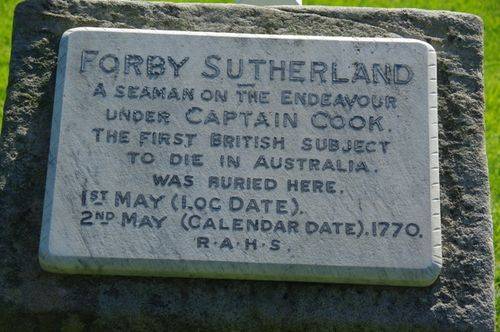 FORBY SUTHERLAND
A SEAMAN ON THE ENDEAVOUR
UNDER CAPTAIN COOK.
THE FIRST BRITISH SUBJECT
TO DIE IN AUSTRALIA.
WAS BURIED HERE.
1ST MAY (LOG DATE).
2ND MAY (CALENDAR DATE).1770.
R·A·H·S.